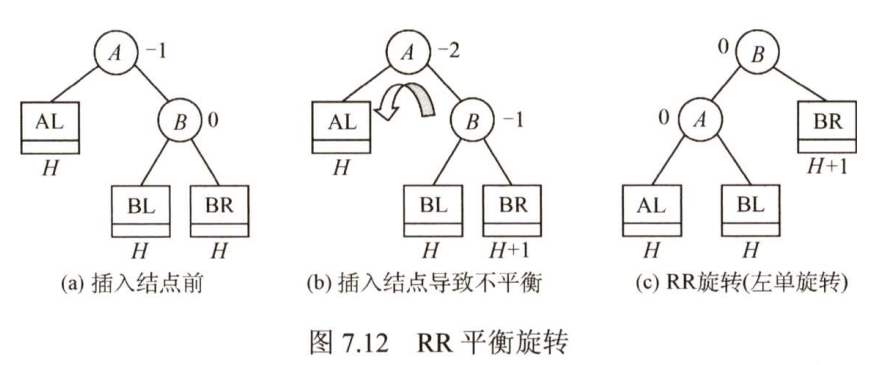 A −1
AL
H
B 0
BL
H
BR
H
(a) 插入结点前
A −2
AL
H
B −1
BL
H
BR
H+1
(b) 插入结点导致不平衡
0 B
0 A
BR
H+1
AL
H
BL
H
(c) RR旋转(左单旋转)
图 7.12 RR 平衡旋转